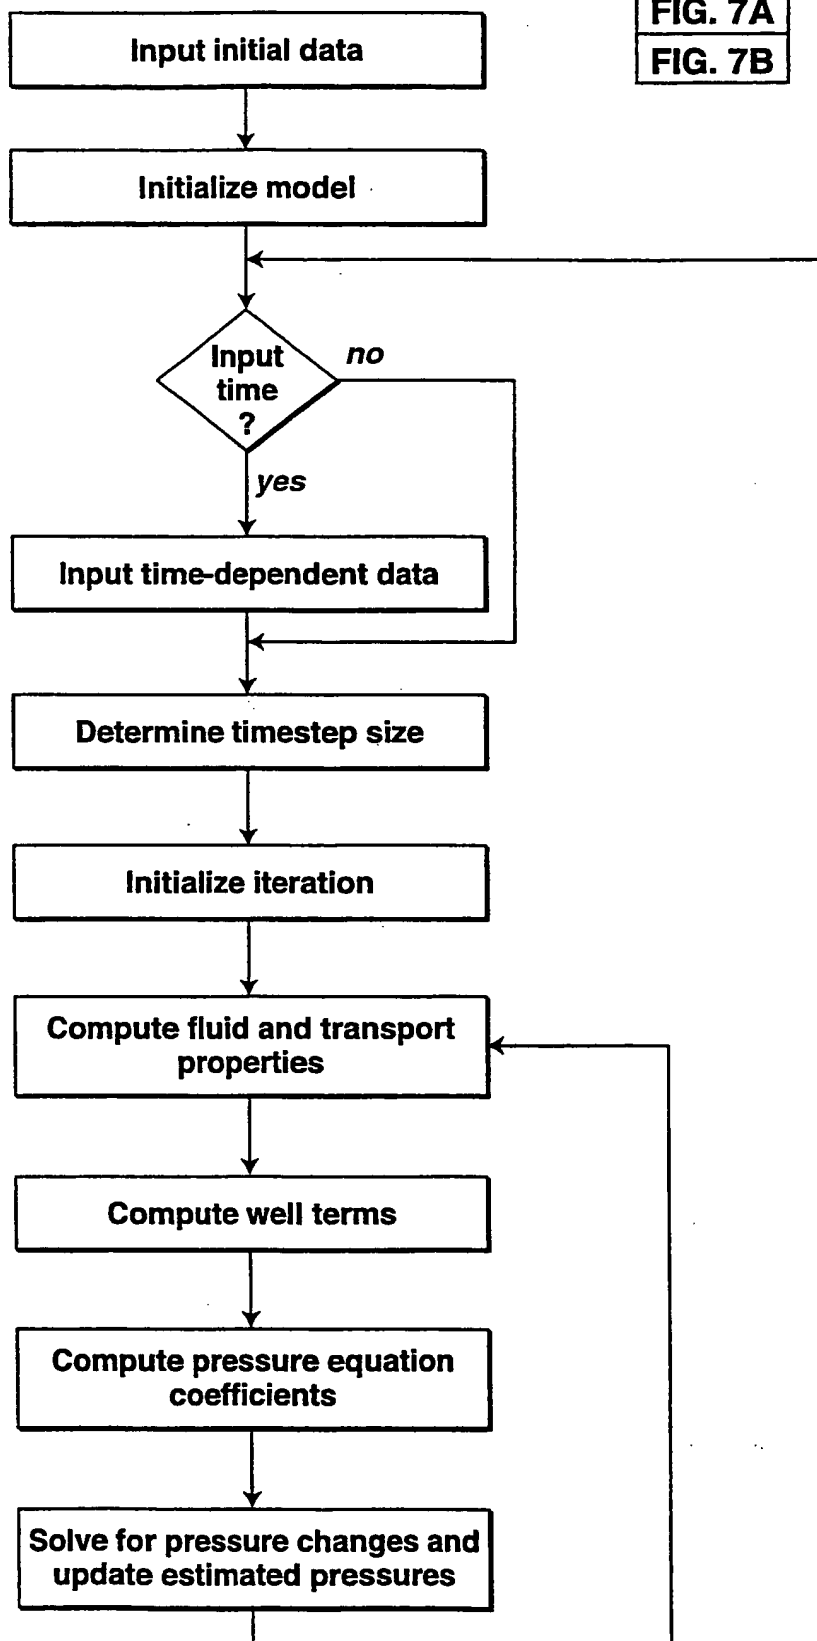 FIG. 7A
FIG. 7B
Input initial data
Initialize model
Input
time
?
no
yes
Input time-dependent data
Determine timestep size
Initialize iteration
Compute fluid and transport
properties
Compute well terms
Compute pressure equation
coefficients
Solve for pressure changes and
update estimated pressures